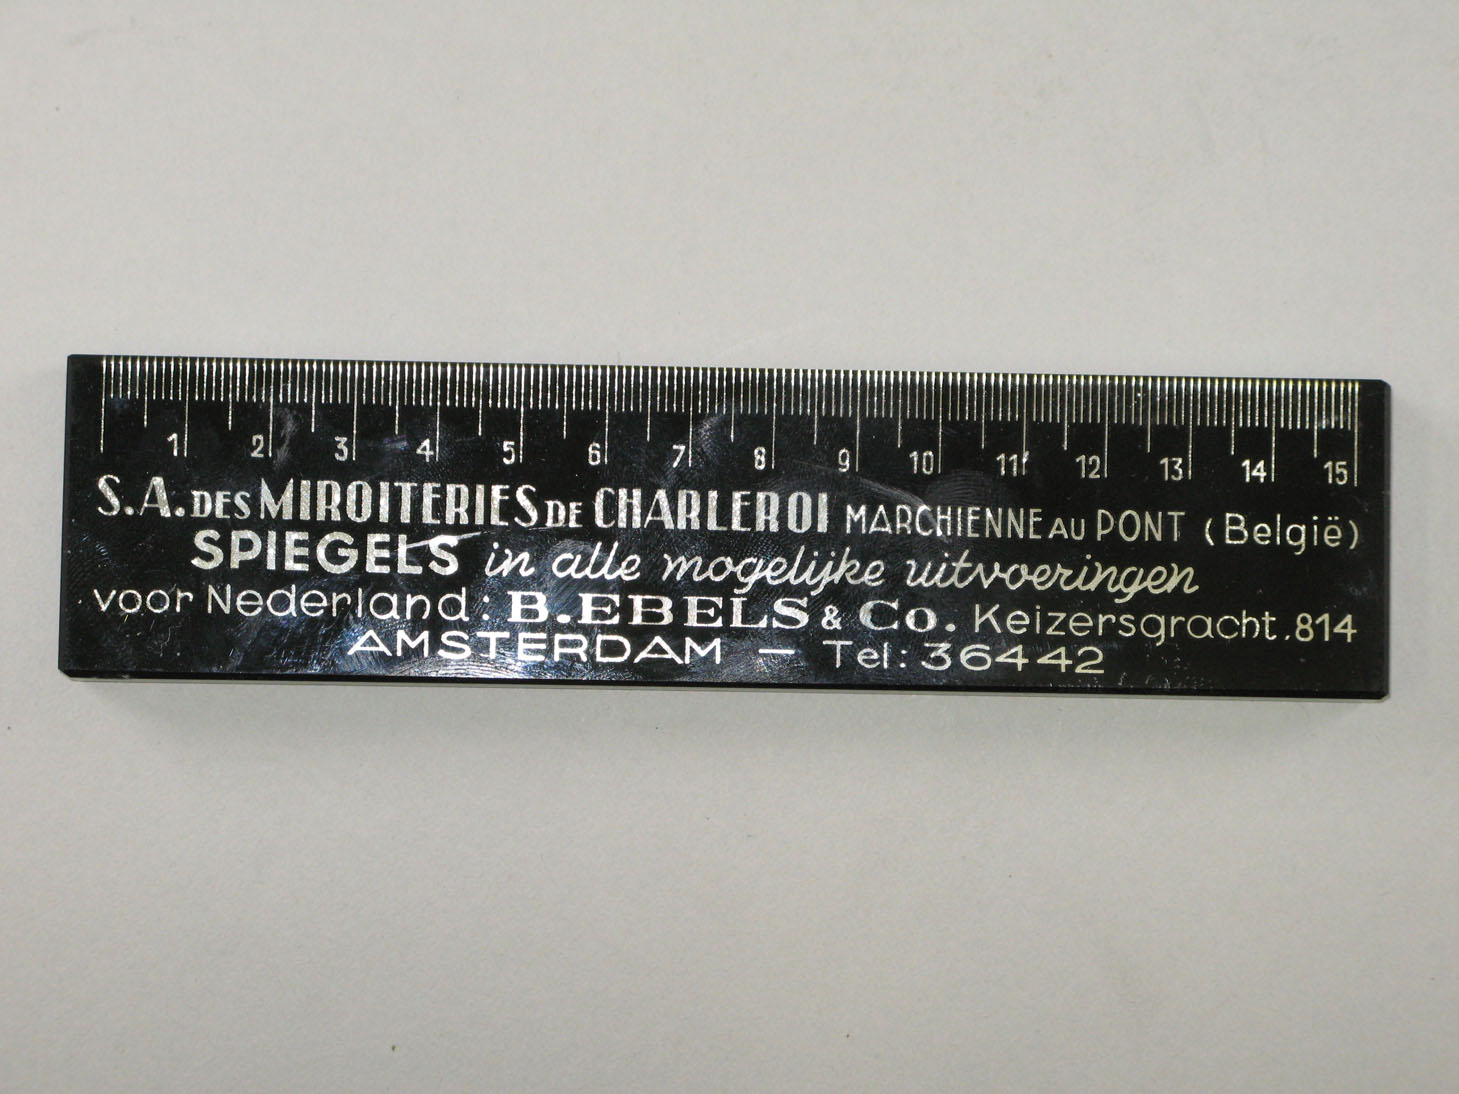 1 2 3 4 5 6 7 8 9 10 11 12 13 14 15
S.A. DES MIROITERIES DE CHARLEROI MARCHIENNE AU PONT (België)
SPIEGELS in alle mogelijke uitvoeringen
voor Nederland: B. EBELS & Co. Keizersgracht. 814
AMSTERDAM — Tel: 36442